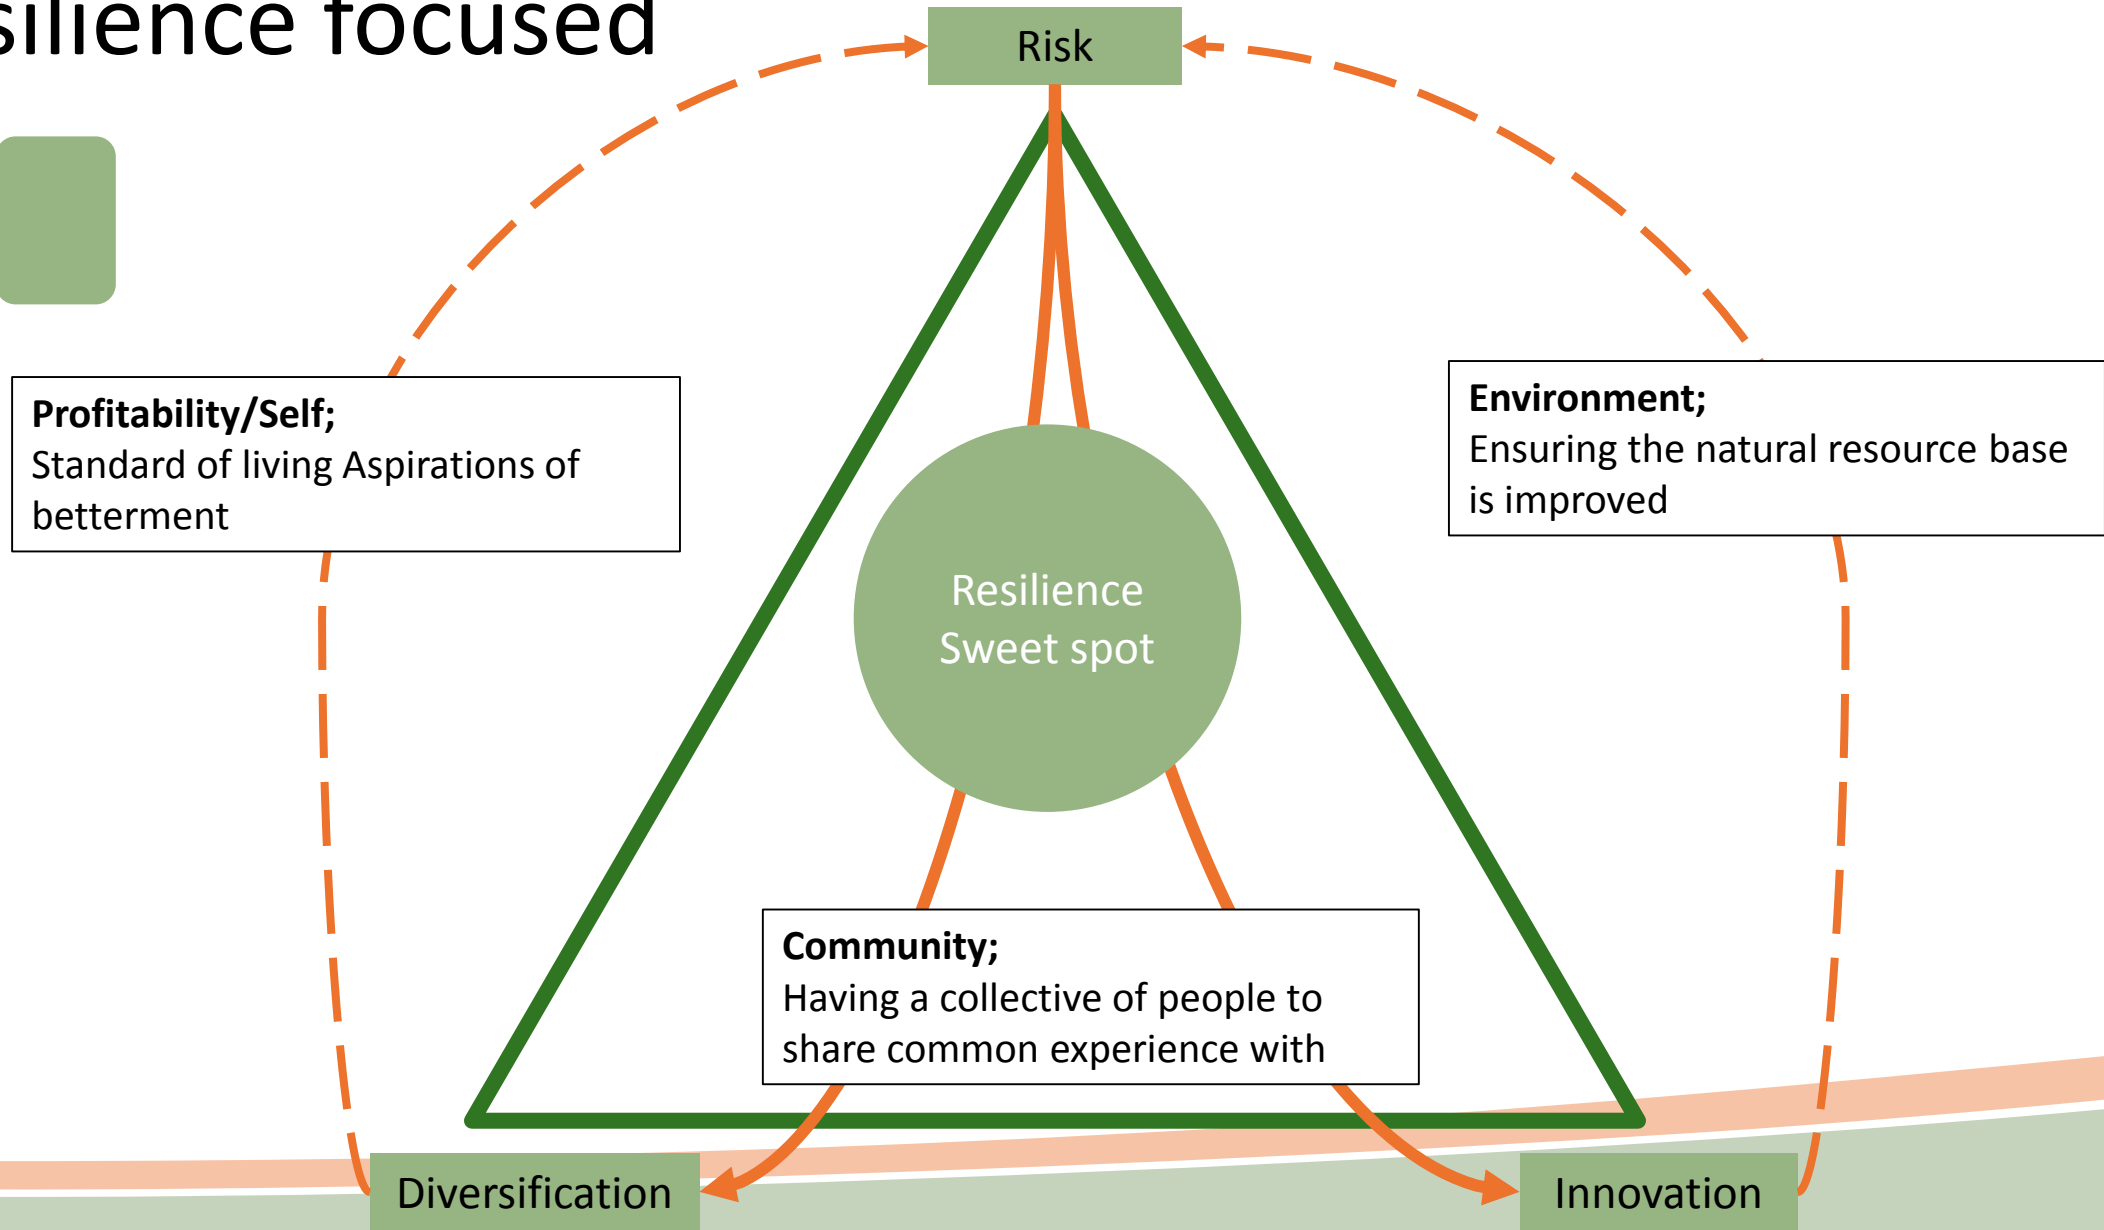 silience focused
Risk
Profitability/Self;
Standard of living Aspirations of
betterment
Environment;
Ensuring the natural resource base
is improved
Resilience
Sweet spot
Community;
Having a collective of people to
share common experience with
Diversification
Innovation